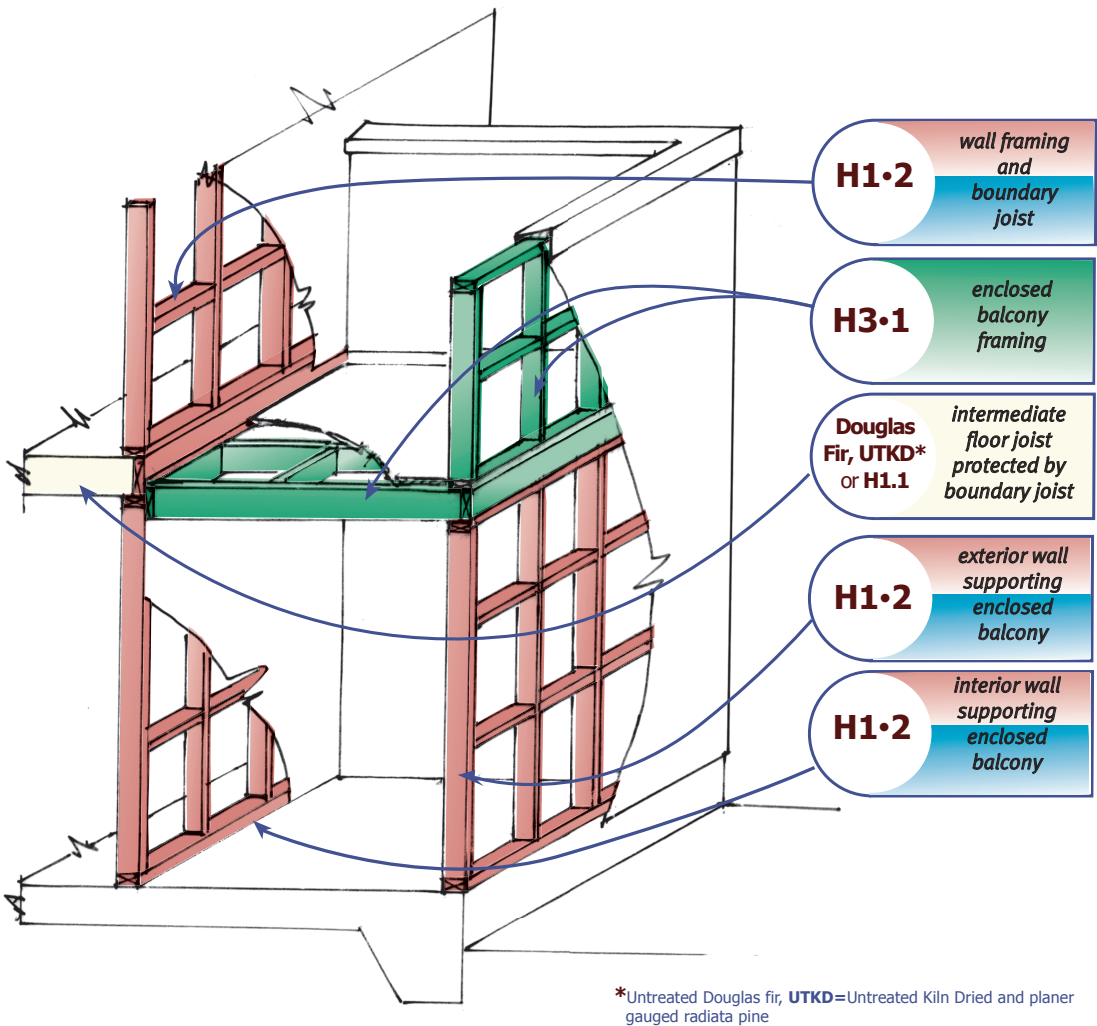 H1•2
wall framing
and
boundary
joist
H3•1
enclosed
balcony
framing
Douglas
Fir, UTKD*
or H1.1
intermediate
floor joist
protected by
boundary joist
H1•2
exterior wall
supporting
enclosed
balcony
H1•2
interior wall
supporting
enclosed
balcony
*Untreated Douglas fir, UTKD=Untreated Kiln Dried and planer
gauged radiata pine